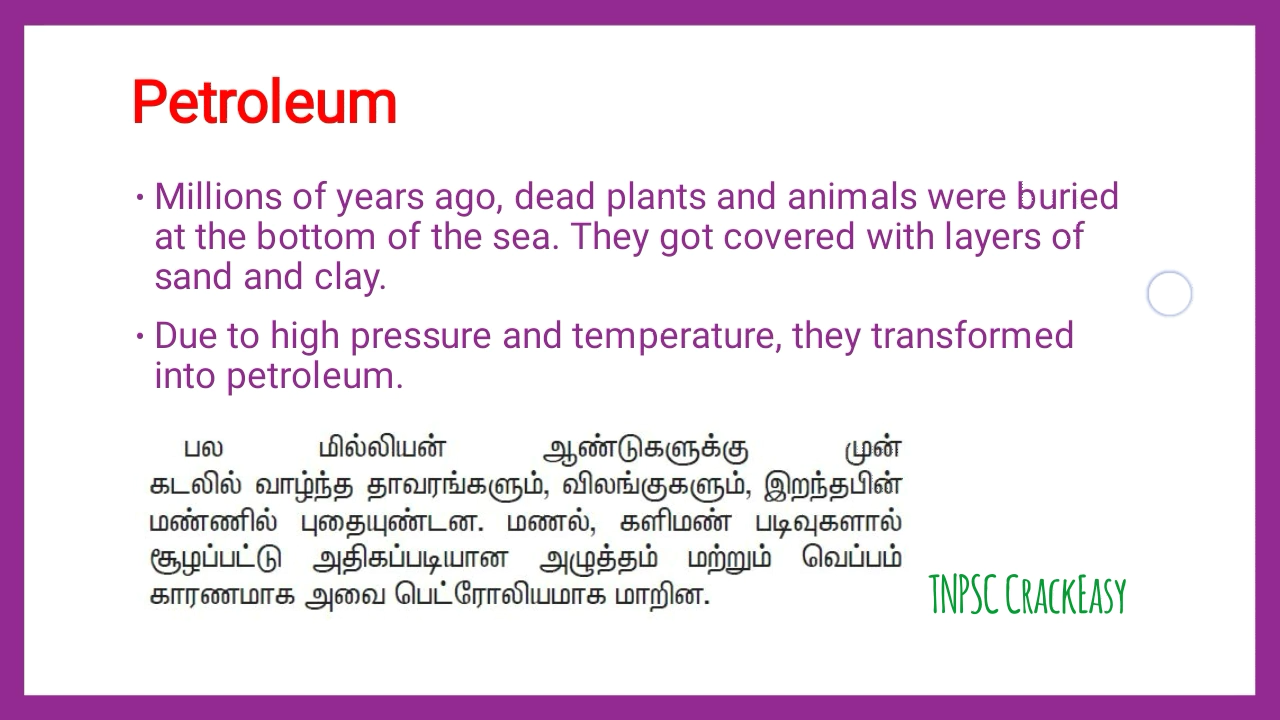 Petroleum
• Millions of years ago, dead plants and animals were buried
at the bottom of the sea. They got covered with layers of
sand and clay.
• Due to high pressure and temperature, they transformed
into petroleum.
பல மில்லியன் ஆண்டுகளுக்கு முன்
கடலில் வாழ்ந்த தாவரங்களும், விலங்குகளும், இறந்தபின்
மண்ணில் புதையுண்டன. மணல், களிமண் படிவுகளால்
சூழப்பட்டு அதிகப்படியான அழுத்தம் மற்றும் வெப்பம்
காரணமாக அவை பெட்ரோலியமாக மாறின.
TNPSC CrackEasy